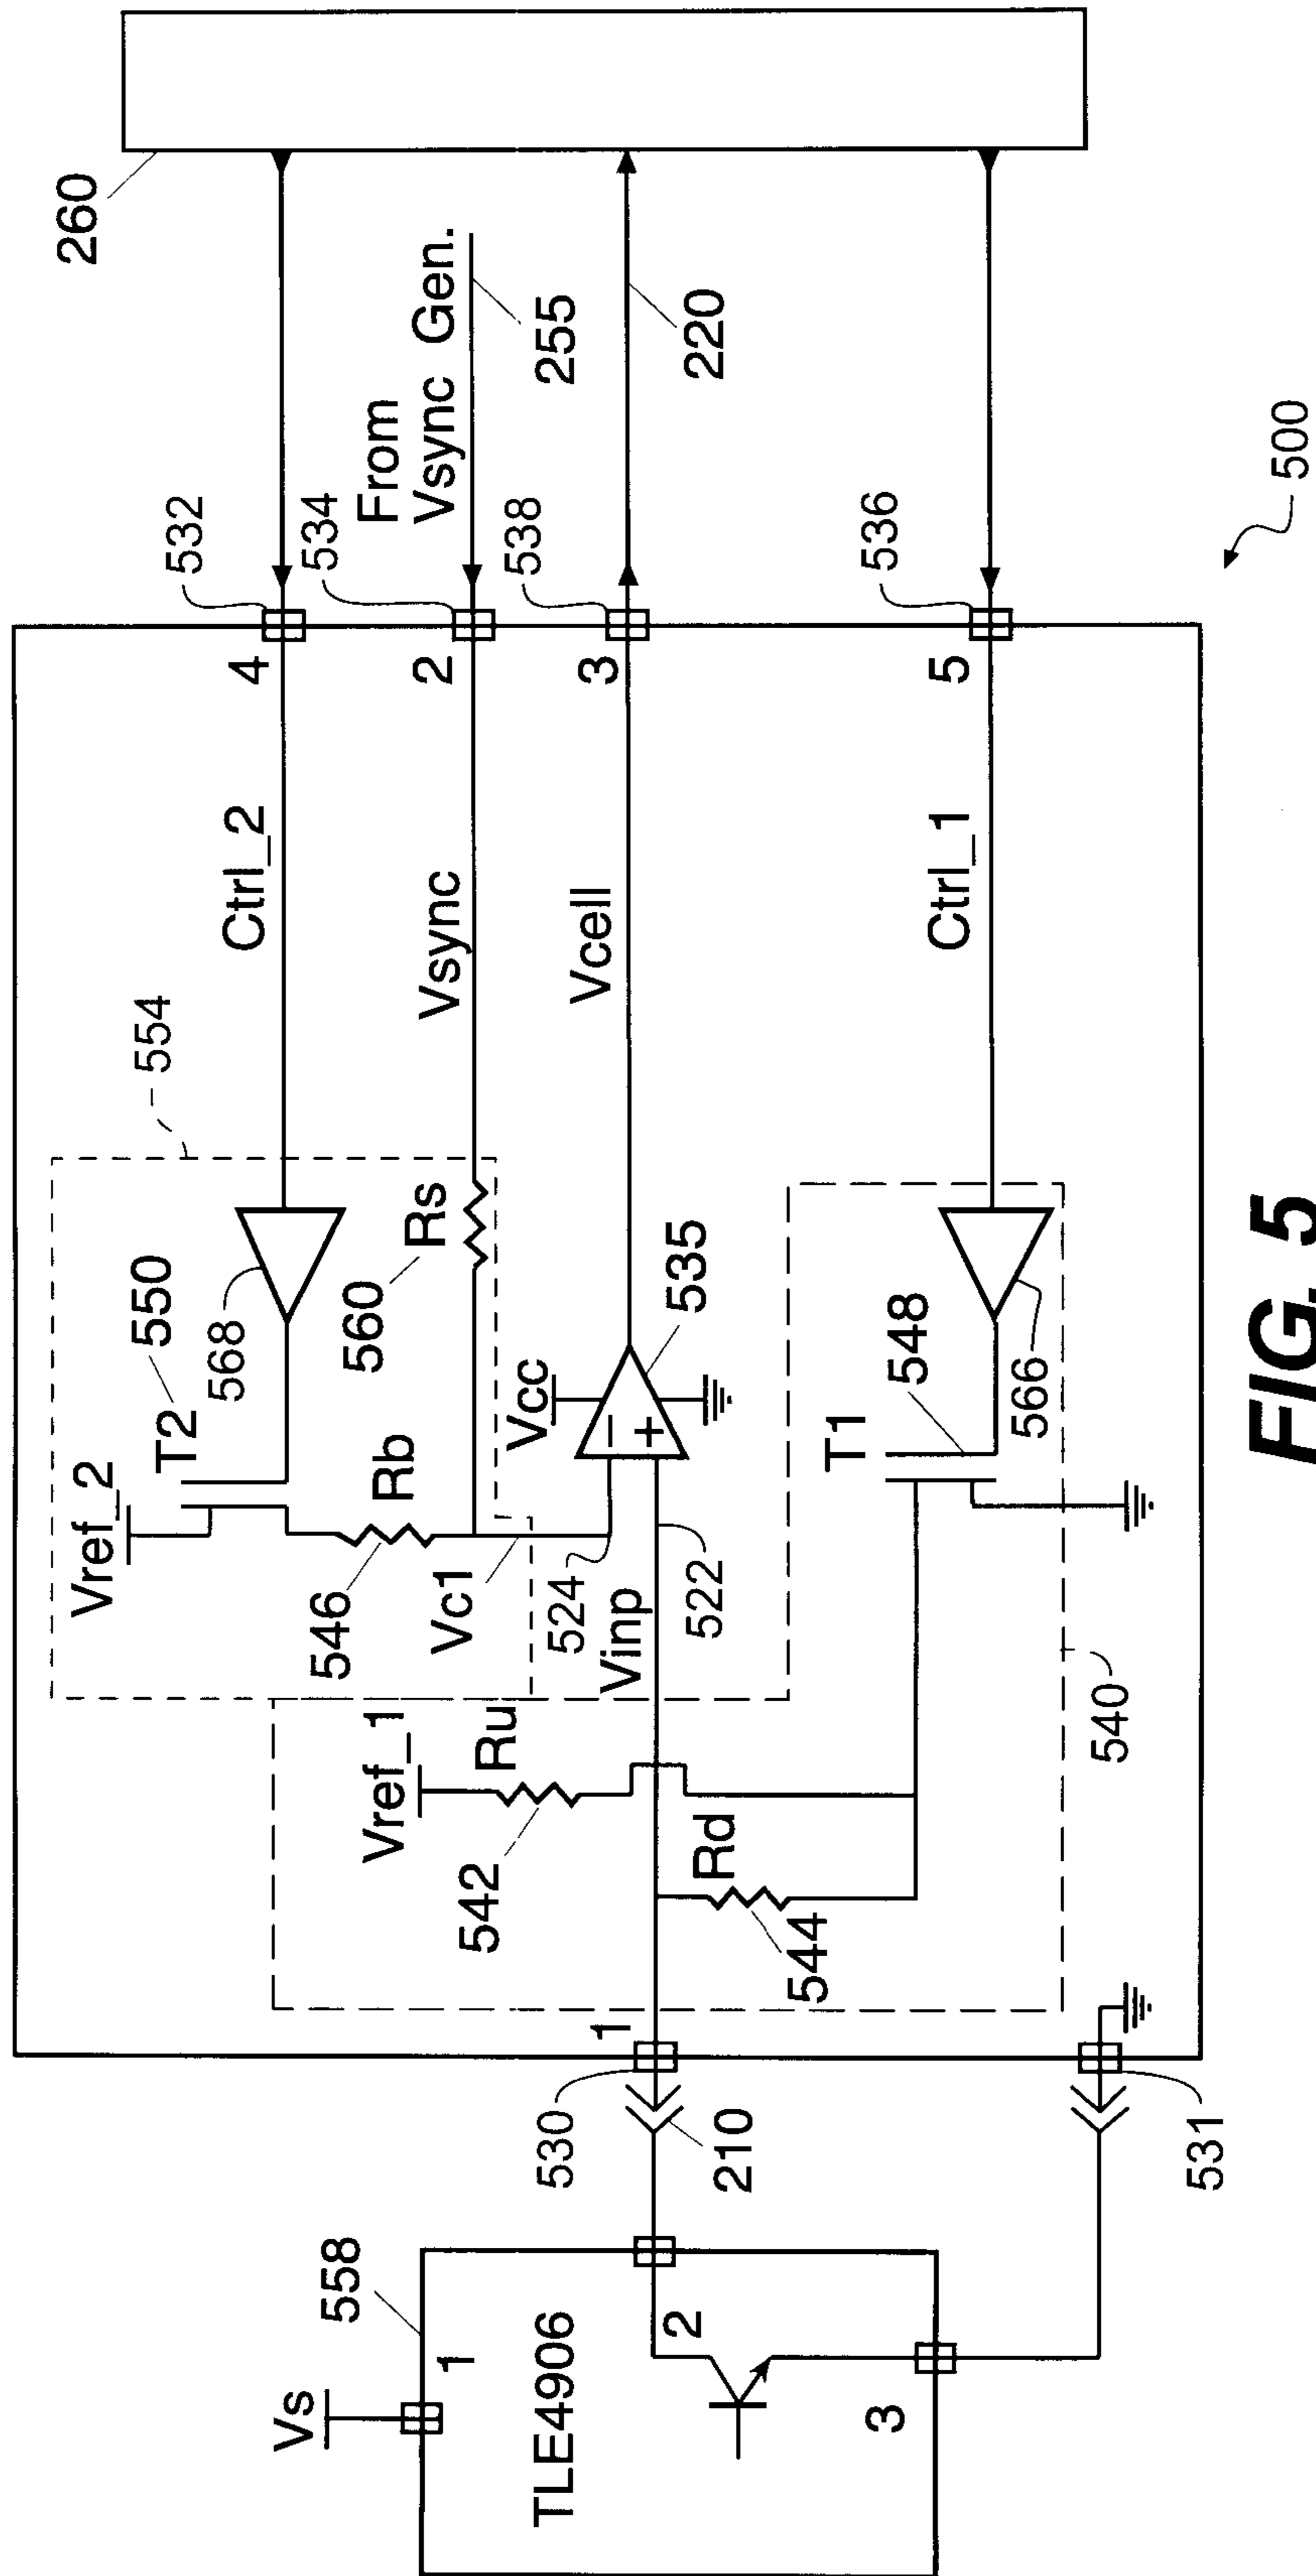 260
532
4
Ctrl_2
554
568
550
T2
Vref_2
534
2
From
Vsync Gen.
255
Vsync
Rs
560
Rb
546
Vc1
538
3
220
Vcell
535
Vcc
−
+
524
Vinp
522
Vref_1
Ru
542
Rd
544
536
5
Ctrl_1
566
548
T1
540
1
530
210
531
558
Vs
1
TLE4906
2
3
500
FIG. 5